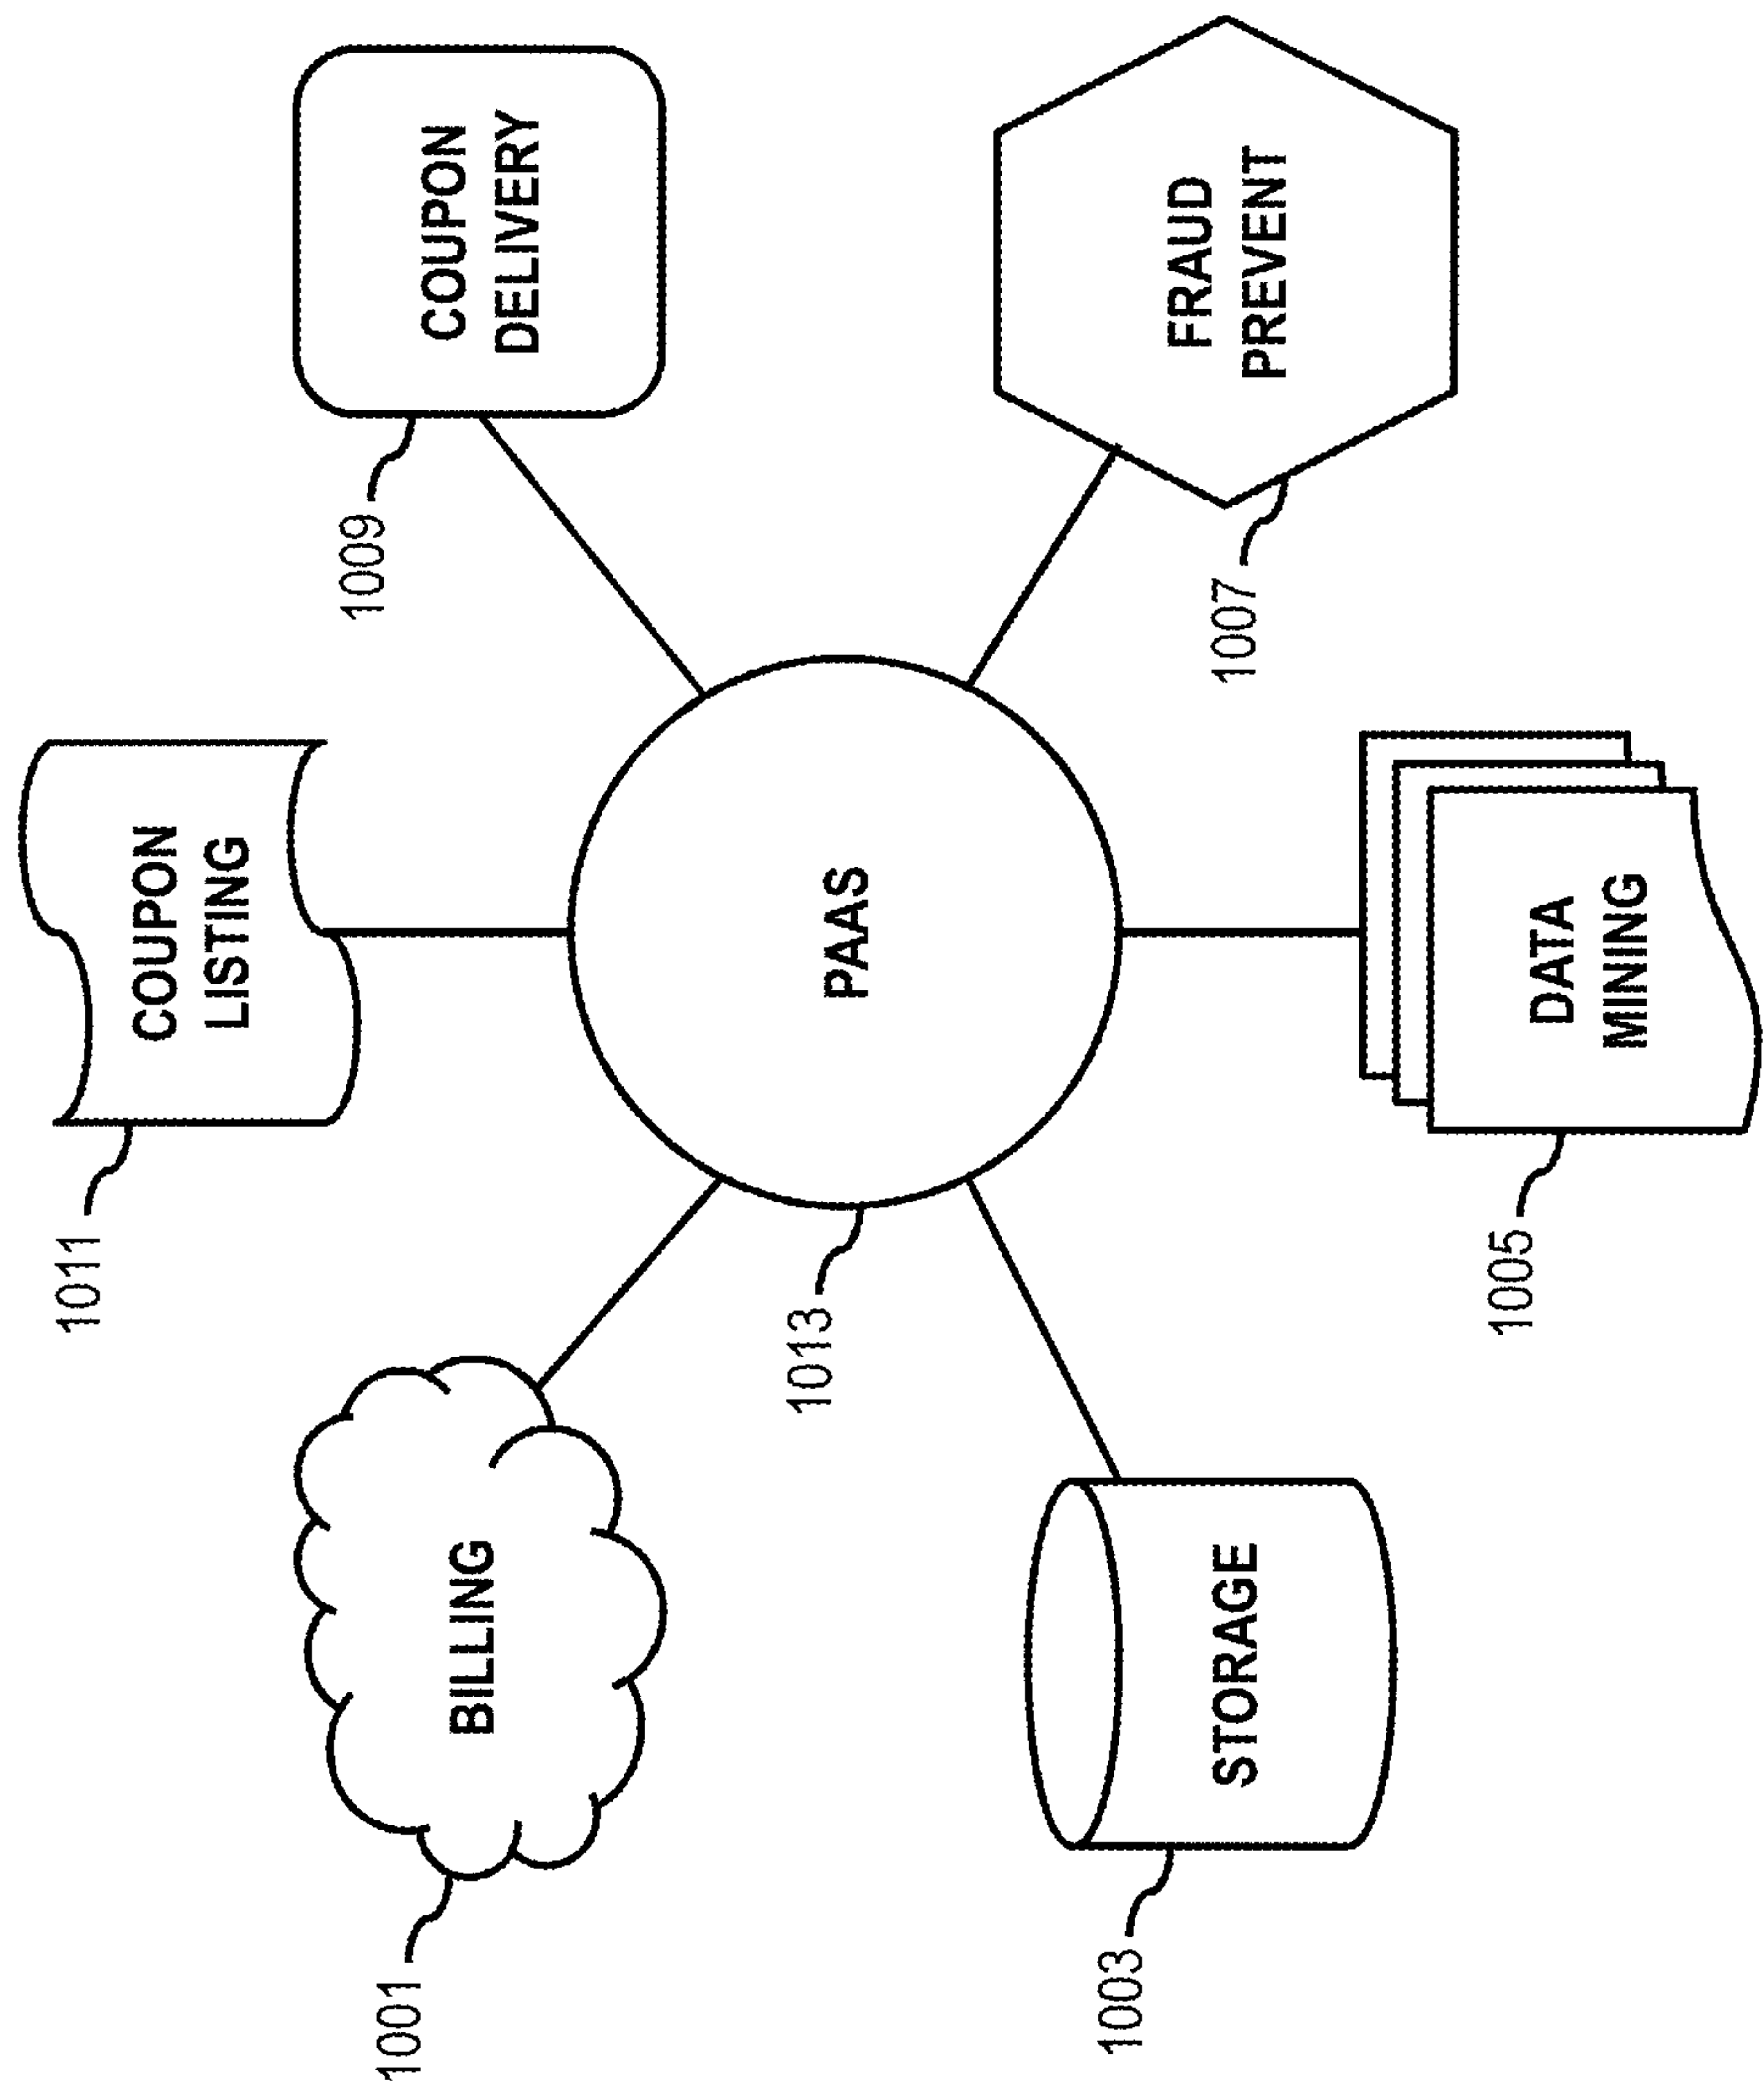 COUPON
LISTING
1011
BILLING
1001
COUPON
DELIVERY
1009
PAAS
1013
STORAGE
1003
DATA
MINING
1005
FRAUD
PREVENT
1007